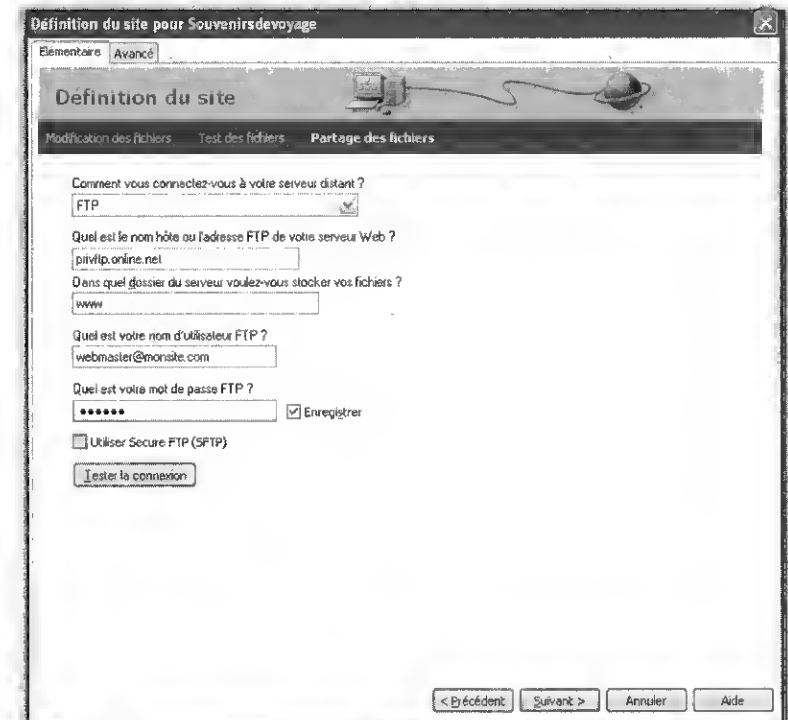 Définition du site pour Souvenirsdevoyage
Elémentaire Avancé
Définition du site
Modification des fichiers Test des fichiers Partage des fichiers
Comment vous connectez-vous à votre serveur distant ?
FTP
Quel est le nom hôte ou l'adresse FTP de votre serveur Web ?
privftp.online.net
Dans quel dossier du serveur voulez-vous stocker vos fichiers ?
www
Quel est votre nom d'utilisateur FTP ?
webmaster@monsite.com
Quel est votre mot de passe FTP ?
●●●●●● Enregistrer
Utiliser Secure FTP (SFTP)
Tester la connexion
< Précédent Suivant > Annuler Aide